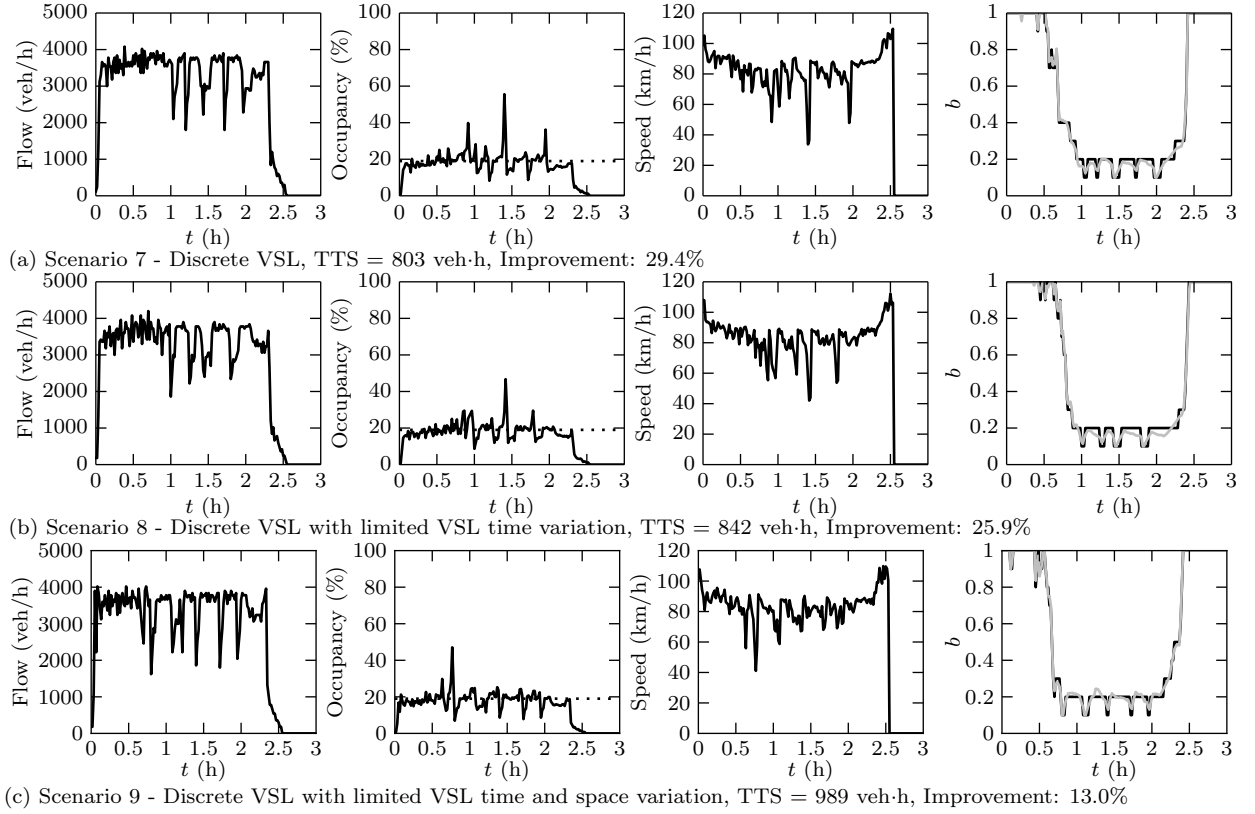 5000
4000
3000
2000
1000
0
Flow (veh/h)
0 0.5 1 1.5 2 2.5 3
t (h)
100
80
60
40
20
0
Occupancy (%)
0 0.5 1 1.5 2 2.5 3
t (h)
120
100
80
60
40
20
0
Speed (km/h)
0 0.5 1 1.5 2 2.5 3
t (h)
1
0.8
0.6
0.4
0.2
0
b
0 0.5 1 1.5 2 2.5 3
t (h)
(a) Scenario 7 - Discrete VSL, TTS = 803 veh·h, Improvement: 29.4%
5000
4000
3000
2000
1000
0
Flow (veh/h)
0 0.5 1 1.5 2 2.5 3
t (h)
100
80
60
40
20
0
Occupancy (%)
0 0.5 1 1.5 2 2.5 3
t (h)
120
100
80
60
40
20
0
Speed (km/h)
0 0.5 1 1.5 2 2.5 3
t (h)
1
0.8
0.6
0.4
0.2
0
b
0 0.5 1 1.5 2 2.5 3
t (h)
(b) Scenario 8 - Discrete VSL with limited VSL time variation, TTS = 842 veh·h, Improvement: 25.9%
5000
4000
3000
2000
1000
0
Flow (veh/h)
0 0.5 1 1.5 2 2.5 3
t (h)
100
80
60
40
20
0
Occupancy (%)
0 0.5 1 1.5 2 2.5 3
t (h)
120
100
80
60
40
20
0
Speed (km/h)
0 0.5 1 1.5 2 2.5 3
t (h)
1
0.8
0.6
0.4
0.2
0
b
0 0.5 1 1.5 2 2.5 3
t (h)
(c) Scenario 9 - Discrete VSL with limited VSL time and space variation, TTS = 989 veh·h, Improvement: 13.0%